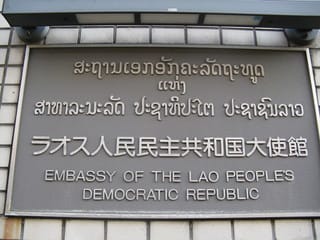 ສະຖານເອກອັກຄະລັດຖະທູດ
ແຫ່ງ
ສາທາລະນະລັດ ປະຊາທິປະໄຕ ປະຊາຊົນລາວ
ラオス人民民主共和国大使館
EMBASSY OF THE LAO PEOPLES
DEMOCRATIC REPUBLIC